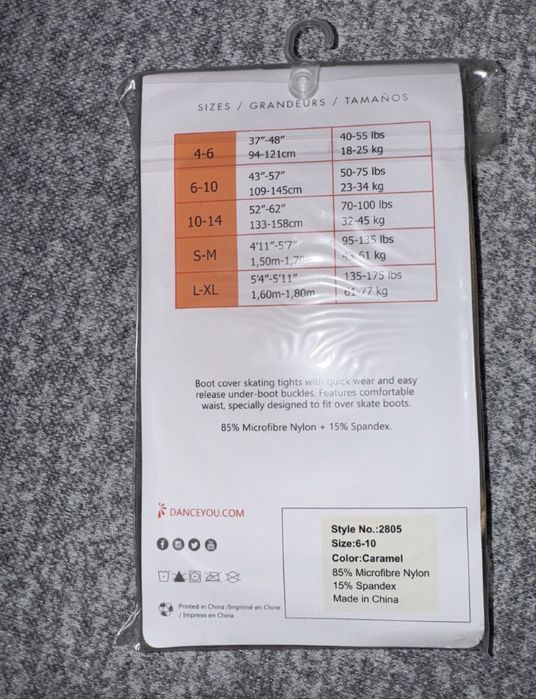 SIZES / GRANDEURS / TAMAÑOS
4-6 37"-48" 40-55 lbs
94-121cm 18-25 kg
6-10 43"-57" 50-75 lbs
109-145cm 23-34 kg
10-14 52"-62" 70-100 lbs
133-158cm 32-45 kg
S-M 4'11"-5'7" 95-135 lbs
1,50m-1,70m 61 kg
L-XL 5'4"-5'11" 135-175 lbs
1,60m-1,80m 61-77 kg
Boot cover skating tights with quick wear and easy
release under-boot buckles. Features comfortable
waist, specially designed to fit over skate boots.
85% Microfibre Nylon + 15% Spandex.
DANCEYOU.COM
Style No.:2805
Size:6-10
Color:Caramel
85% Microfibre Nylon
15% Spandex
Made in China
Printed in China /Imprimé en Chine
/ Impreso en China